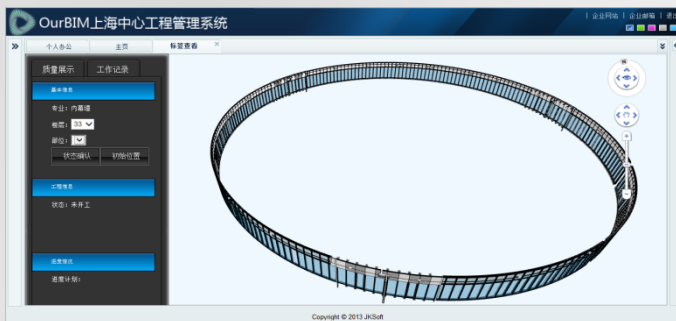 OurBIM上海中心工程管理系统
企业网站 | 企业邮箱 | 退出
个人办公
主页
标签查看
质量展示
工作记录
基本信息
专业: 内幕墙
楼层: 33
部位:
状态确认
初始位置
工程信息
状态: 未开工
进度情况
进度计划:
Copyright © 2013 JKSoft